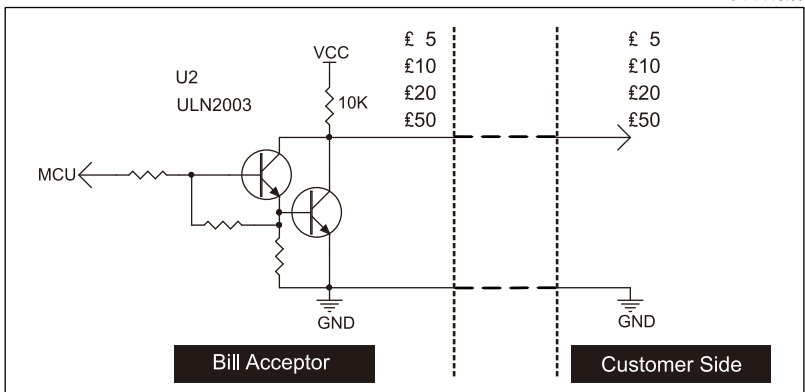 £ 5
£ 5
VCC
£10
£10
U2
£20
£20
ULN2003
10K
£50
£50
MCU
GND
GND
Bill Acceptor
Customer Side